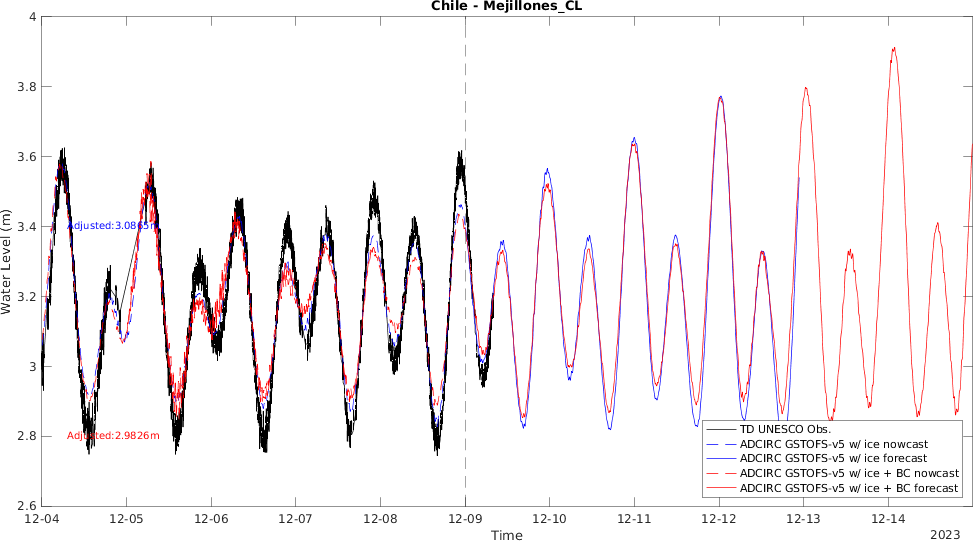 Chile - Mejillones_CL
4
3.8
3.6
3.4
3.2
3
2.8
2.6
Water Level (m)
Adjusted:3.0865m
Adjusted:2.9826m
TD UNESCO Obs.
ADCIRC GSTOFS-v5 w/ ice nowcast
ADCIRC GSTOFS-v5 w/ ice forecast
ADCIRC GSTOFS-v5 w/ ice + BC nowcast
ADCIRC GSTOFS-v5 w/ ice + BC forecast
12-04 12-05 12-06 12-07 12-08 12-09 12-10 12-11 12-12 12-13 12-14
Time
2023